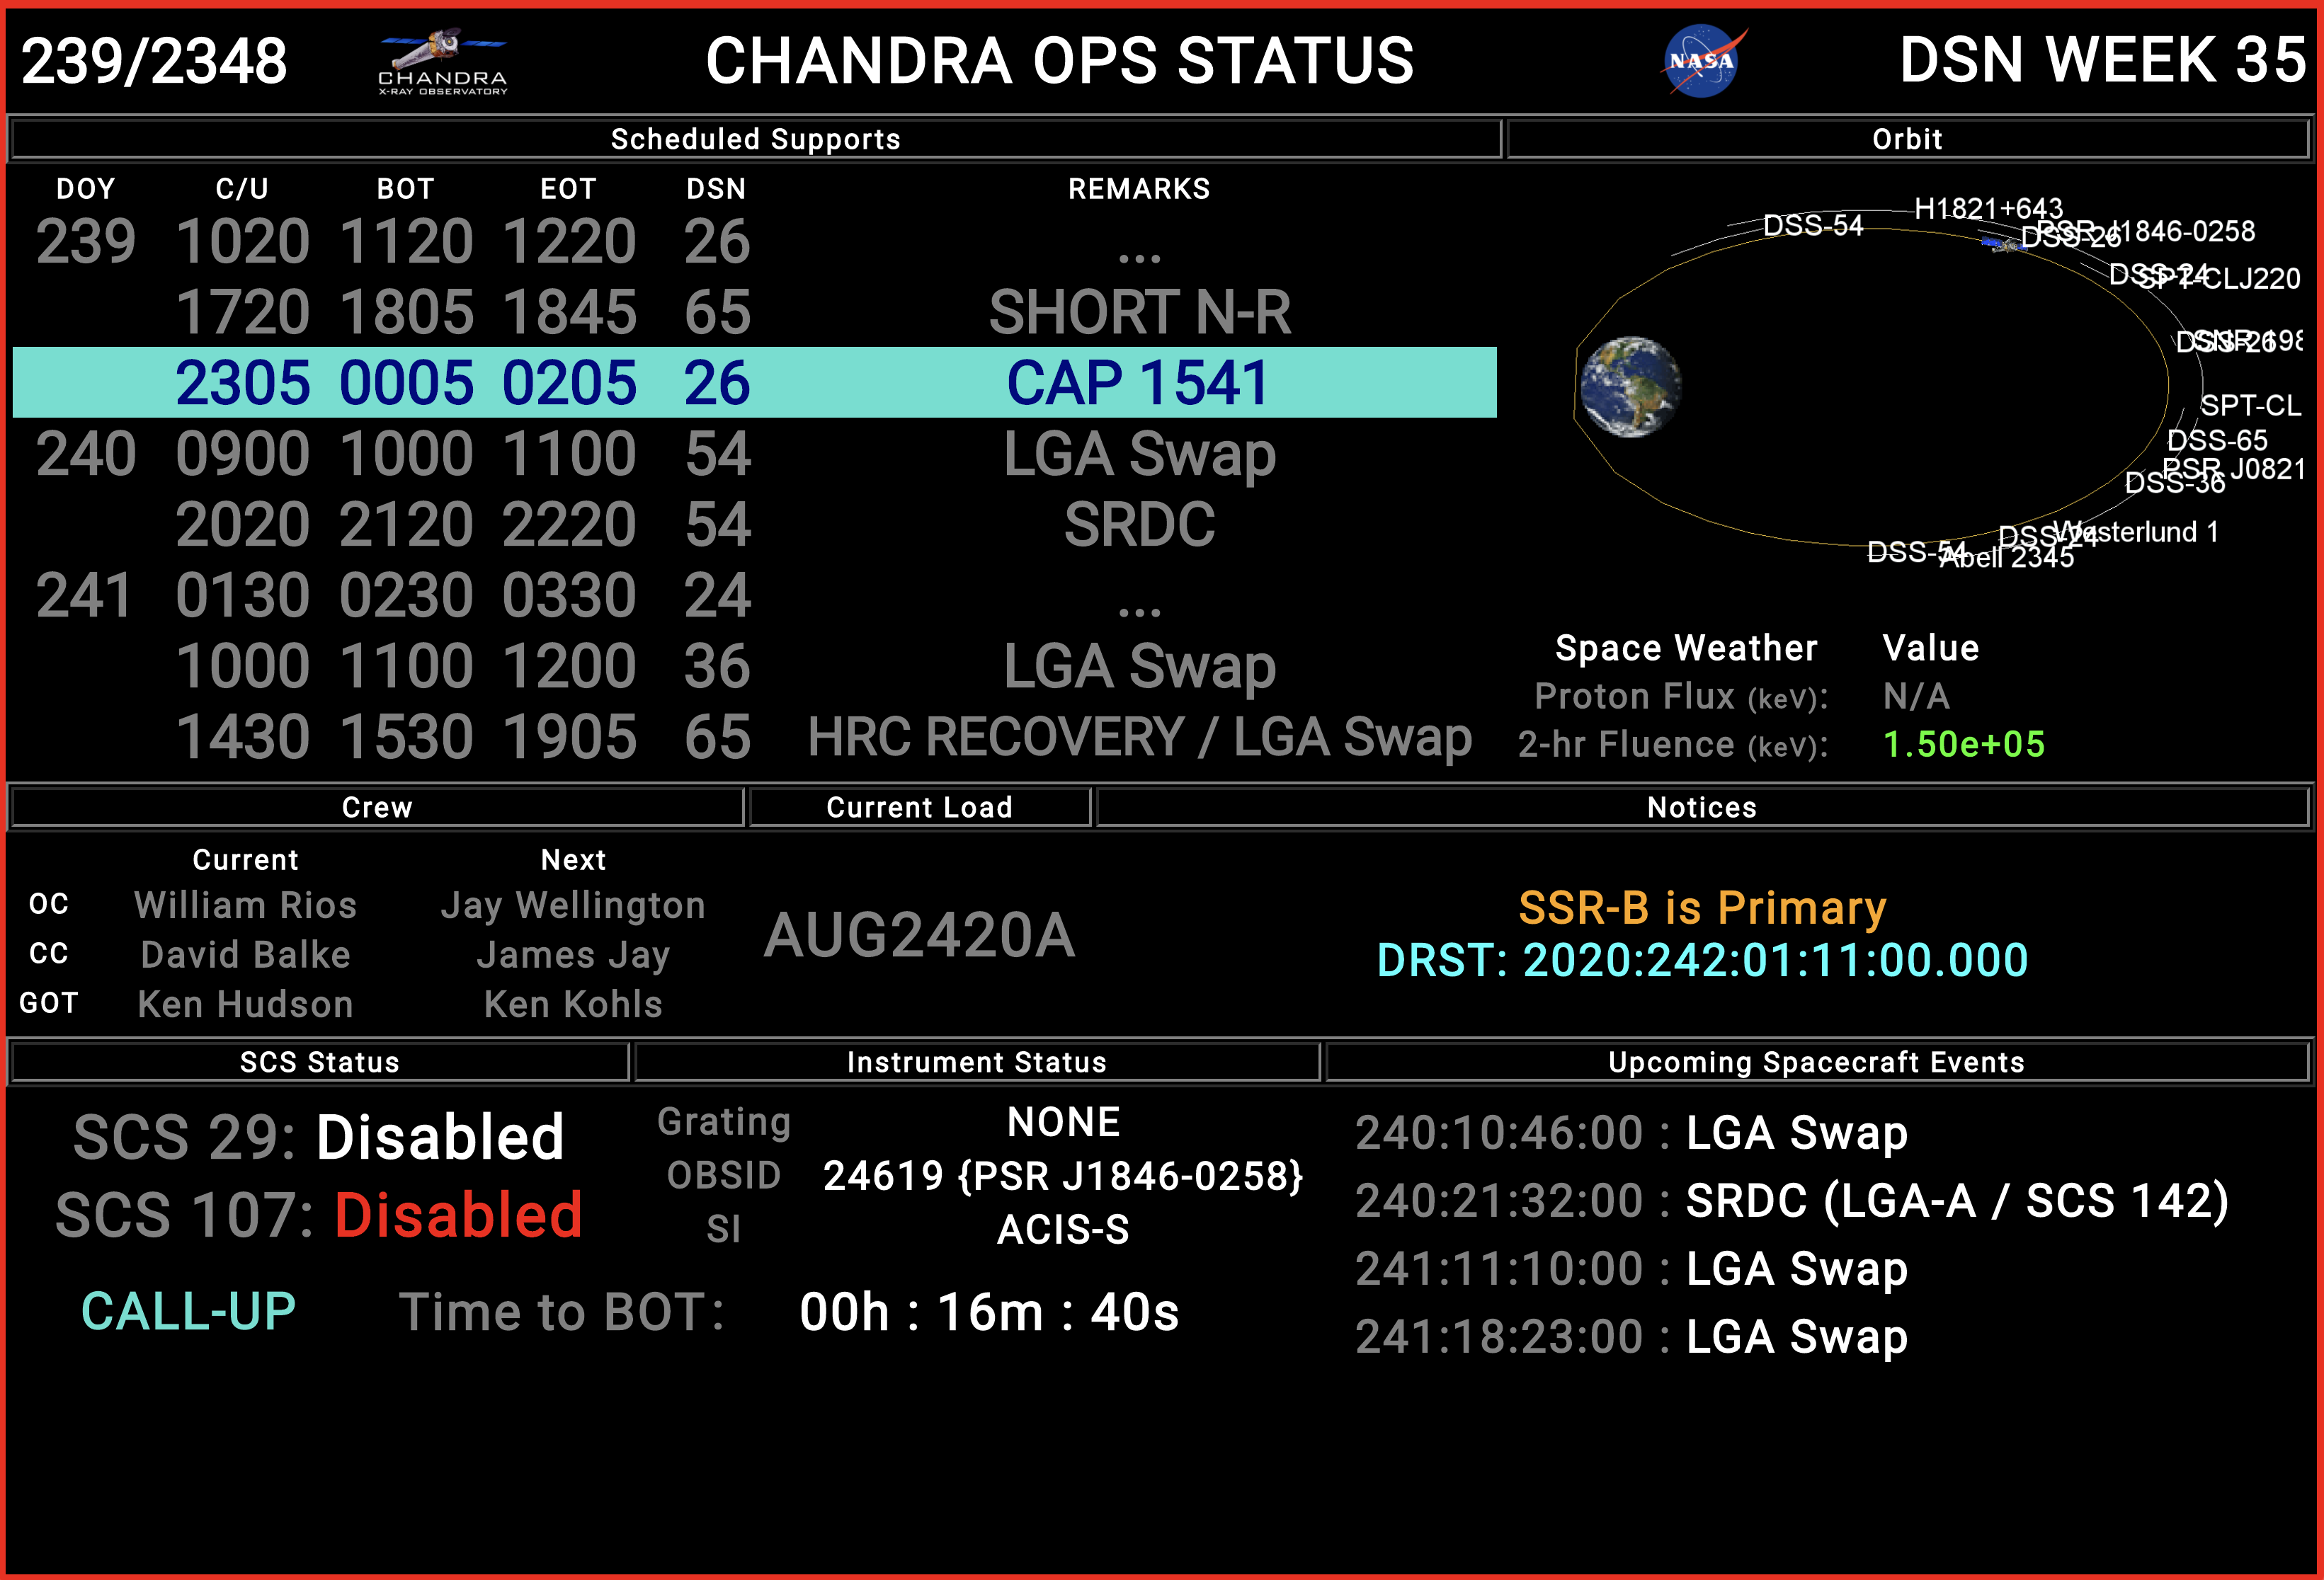 239/2348
CHANDRA
X-RAY OBSERVATORY
CHANDRA OPS STATUS
NASA
DSN WEEK 35
Scheduled Supports
Orbit
DOY C/U BOT EOT DSN REMARKS
239 1020 1120 1220 26 ...
1720 1805 1845 65 SHORT N-R
2305 0005 0205 26 CAP 1541
240 0900 1000 1100 54 LGA Swap
2020 2120 2220 54 SRDC
241 0130 0230 0330 24 ...
1000 1100 1200 36 LGA Swap
1430 1530 1905 65 HRC RECOVERY / LGA Swap
H1821+643
DSS-54
PSR J1846-0258
DSS-26
DSS-24
SPT-CLJ220
DSS-26
SNR 198
SPT-CL
DSS-65
PSR J0821
DSS-36
Westerlund 1
DSS-24
DSS-54
Abell 2345
Space Weather Value
Proton Flux (keV): N/A
2-hr Fluence (keV): 1.50e+05
Crew
Current Load
Notices
Current Next
OC William Rios Jay Wellington
CC David Balke James Jay
GOT Ken Hudson Ken Kohls
AUG2420A
SSR-B is Primary
DRST: 2020:242:01:11:00.000
SCS Status
Instrument Status
Upcoming Spacecraft Events
SCS 29: Disabled
SCS 107: Disabled
Grating NONE
OBSID 24619 {PSR J1846-0258}
SI ACIS-S
CALL-UP Time to BOT: 00h : 16m : 40s
240:10:46:00 : LGA Swap
240:21:32:00 : SRDC (LGA-A / SCS 142)
241:11:10:00 : LGA Swap
241:18:23:00 : LGA Swap